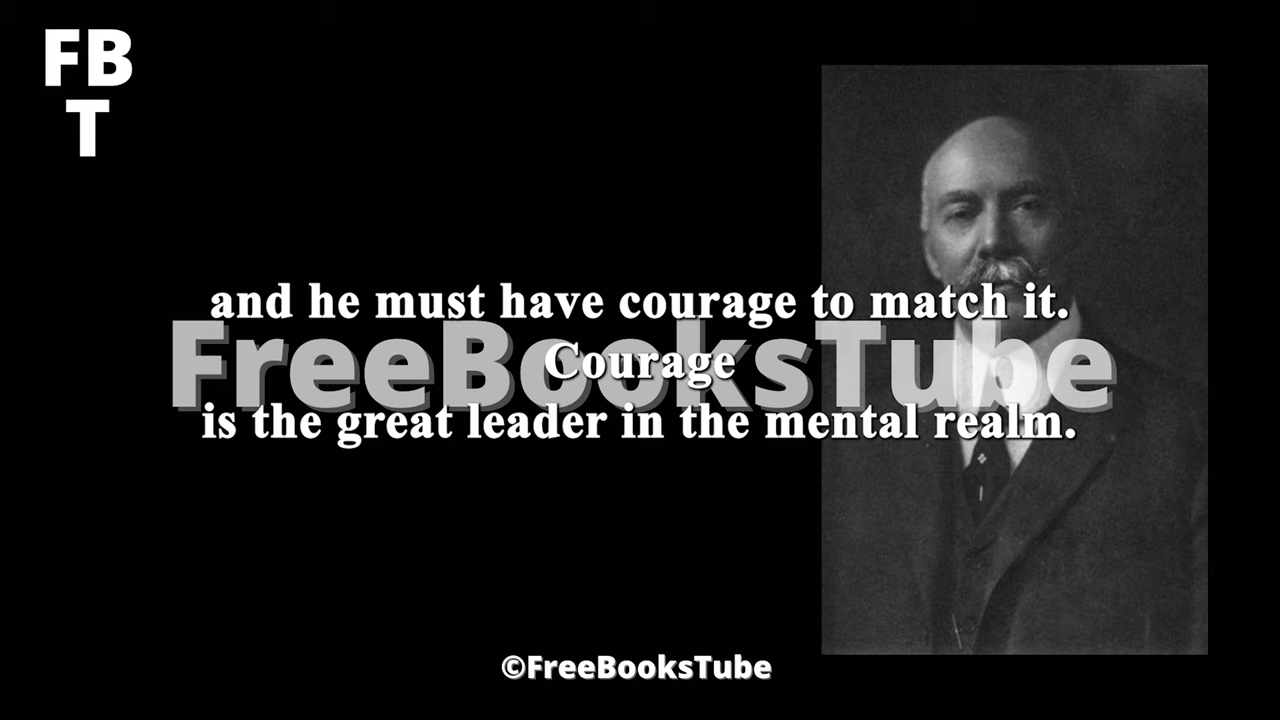 FB
T
and he must have courage to match it.
FreeBooksTube
Courage
is the great leader in the mental realm.
©FreeBooksTube